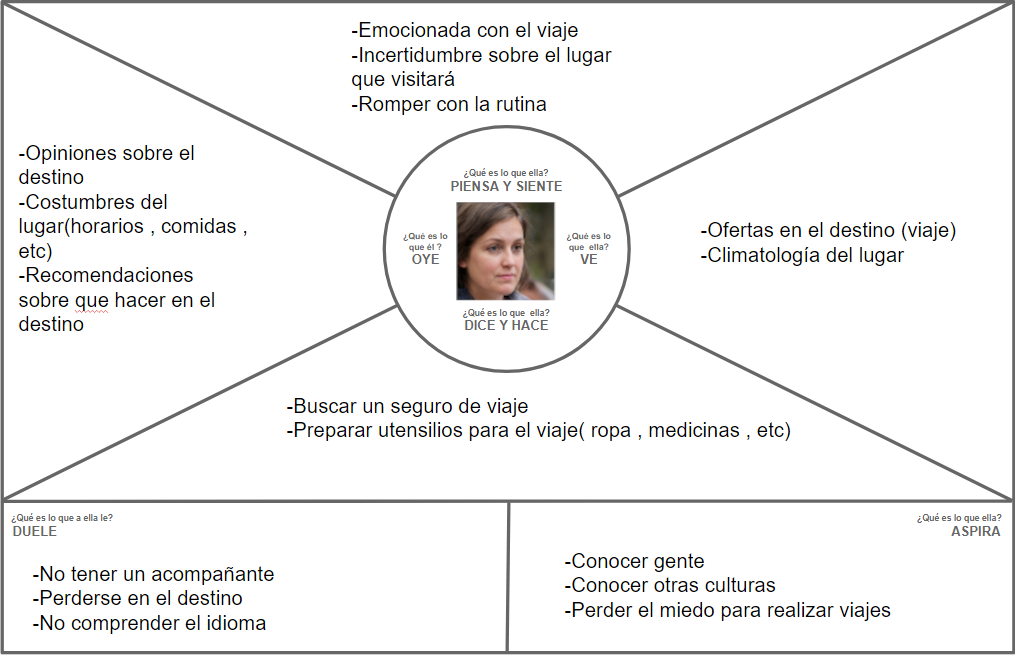 -Emocionada con el viaje
-Incertidumbre sobre el lugar
que visitará
-Romper con la rutina
-Opiniones sobre el
destino
-Costumbres del
lugar(horarios , comidas ,
etc)
-Recomendaciones
sobre que hacer en el
destino
¿Qué es lo que ella?
PIENSA Y SIENTE
¿Qué es lo
que él ?
OYE
¿Qué es lo
que ella?
VE
¿Qué es lo que ella?
DICE Y HACE
-Ofertas en el destino (viaje)
-Climatología del lugar
-Buscar un seguro de viaje
-Preparar utensilios para el viaje( ropa , medicinas , etc)
¿Qué es lo que a ella le?
DUELE
-No tener un acompañante
-Perderse en el destino
-No comprender el idioma
¿Qué es lo que ella?
ASPIRA
-Conocer gente
-Conocer otras culturas
-Perder el miedo para realizar viajes